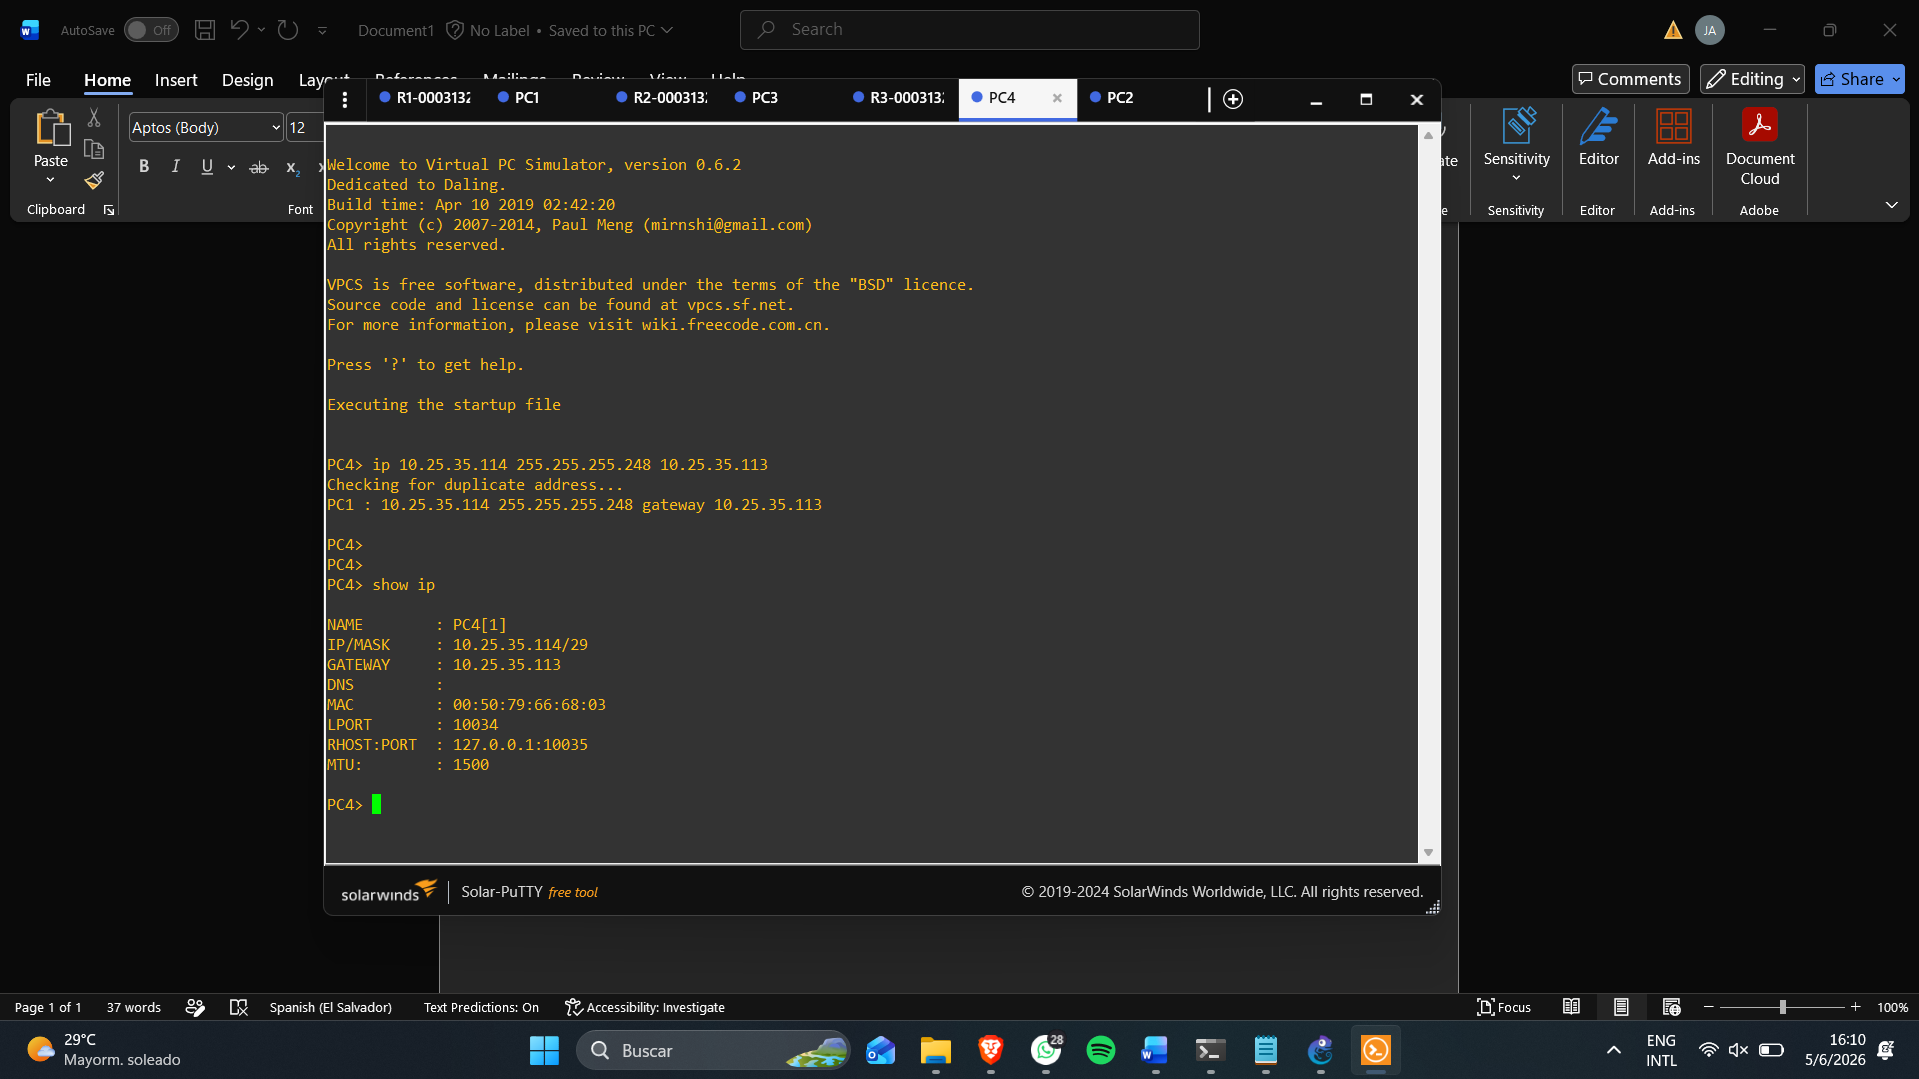 AutoSave Off Document1 No Label • Saved to this PC Search JA
File Home Insert Design Layout References Mailings Review View Help Comments Editing Share
R1-0003132 PC1 R2-000313 PC3 R3-000313 PC4 PC2
Paste
Clipboard
Aptos (Body) 12
B I U ab x2
Font
Sensitivity
Sensitivity
Editor
Editor
Add-ins
Add-ins
Document Cloud
Adobe
Welcome to Virtual PC Simulator, version 0.6.2
Dedicated to Daling.
Build time: Apr 10 2019 02:42:20
Copyright (c) 2007-2014, Paul Meng (mirnshi@gmail.com)
All rights reserved.
VPCS is free software, distributed under the terms of the "BSD" licence.
Source code and license can be found at vpcs.sf.net.
For more information, please visit wiki.freecode.com.cn.
Press '?' to get help.
Executing the startup file
PC4> ip 10.25.35.114 255.255.255.248 10.25.35.113
Checking for duplicate address...
PC1 : 10.25.35.114 255.255.255.248 gateway 10.25.35.113
PC4>
PC4>
PC4> show ip
NAME : PC4[1]
IP/MASK : 10.25.35.114/29
GATEWAY : 10.25.35.113
DNS :
MAC : 00:50:79:66:68:03
LPORT : 10034
RHOST:PORT : 127.0.0.1:10035
MTU: : 1500
PC4>
solarwinds Solar-PuTTY free tool © 2019-2024 SolarWinds Worldwide, LLC. All rights reserved.
Page 1 of 1 37 words Spanish (El Salvador) Text Predictions: On Accessibility: Investigate Focus 100%
29°C
Mayorm. soleado
Buscar
28
ENG
INTL
16:10
5/6/2026